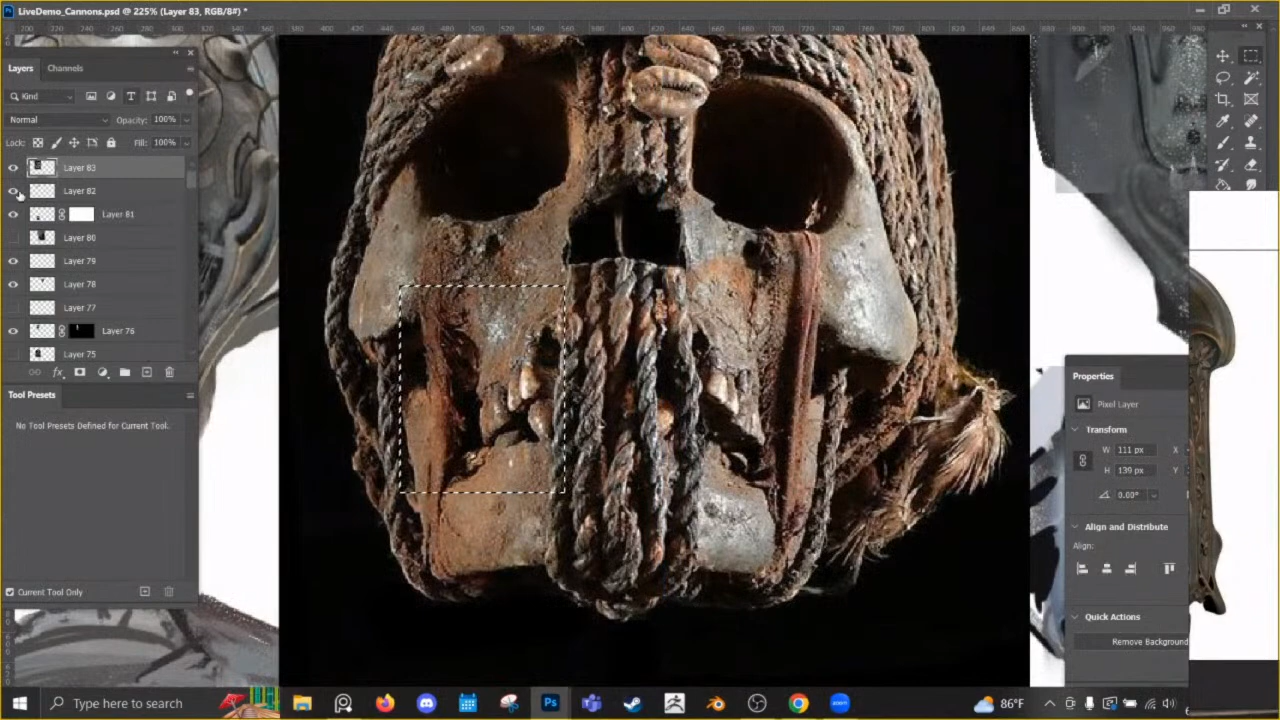 LiveDemo_Cannons.psd @ 225% (Layer 83, RGB/8#) *
Layers
Channels
Kind
Normal
Opacity: 100%
Lock:
Fill: 100%
Layer 83
Layer 82
Layer 81
Layer 80
Layer 79
Layer 78
Layer 77
Layer 76
Layer 75
fx
Tool Presets
No Tool Presets Defined for Current Tool.
Current Tool Only
Properties
Pixel Layer
Transform
W 111 px X
H 139 px Y
0.00°
Align and Distribute
Align:
Quick Actions
Remove Background
Type here to search
Ps
zoom
86°F